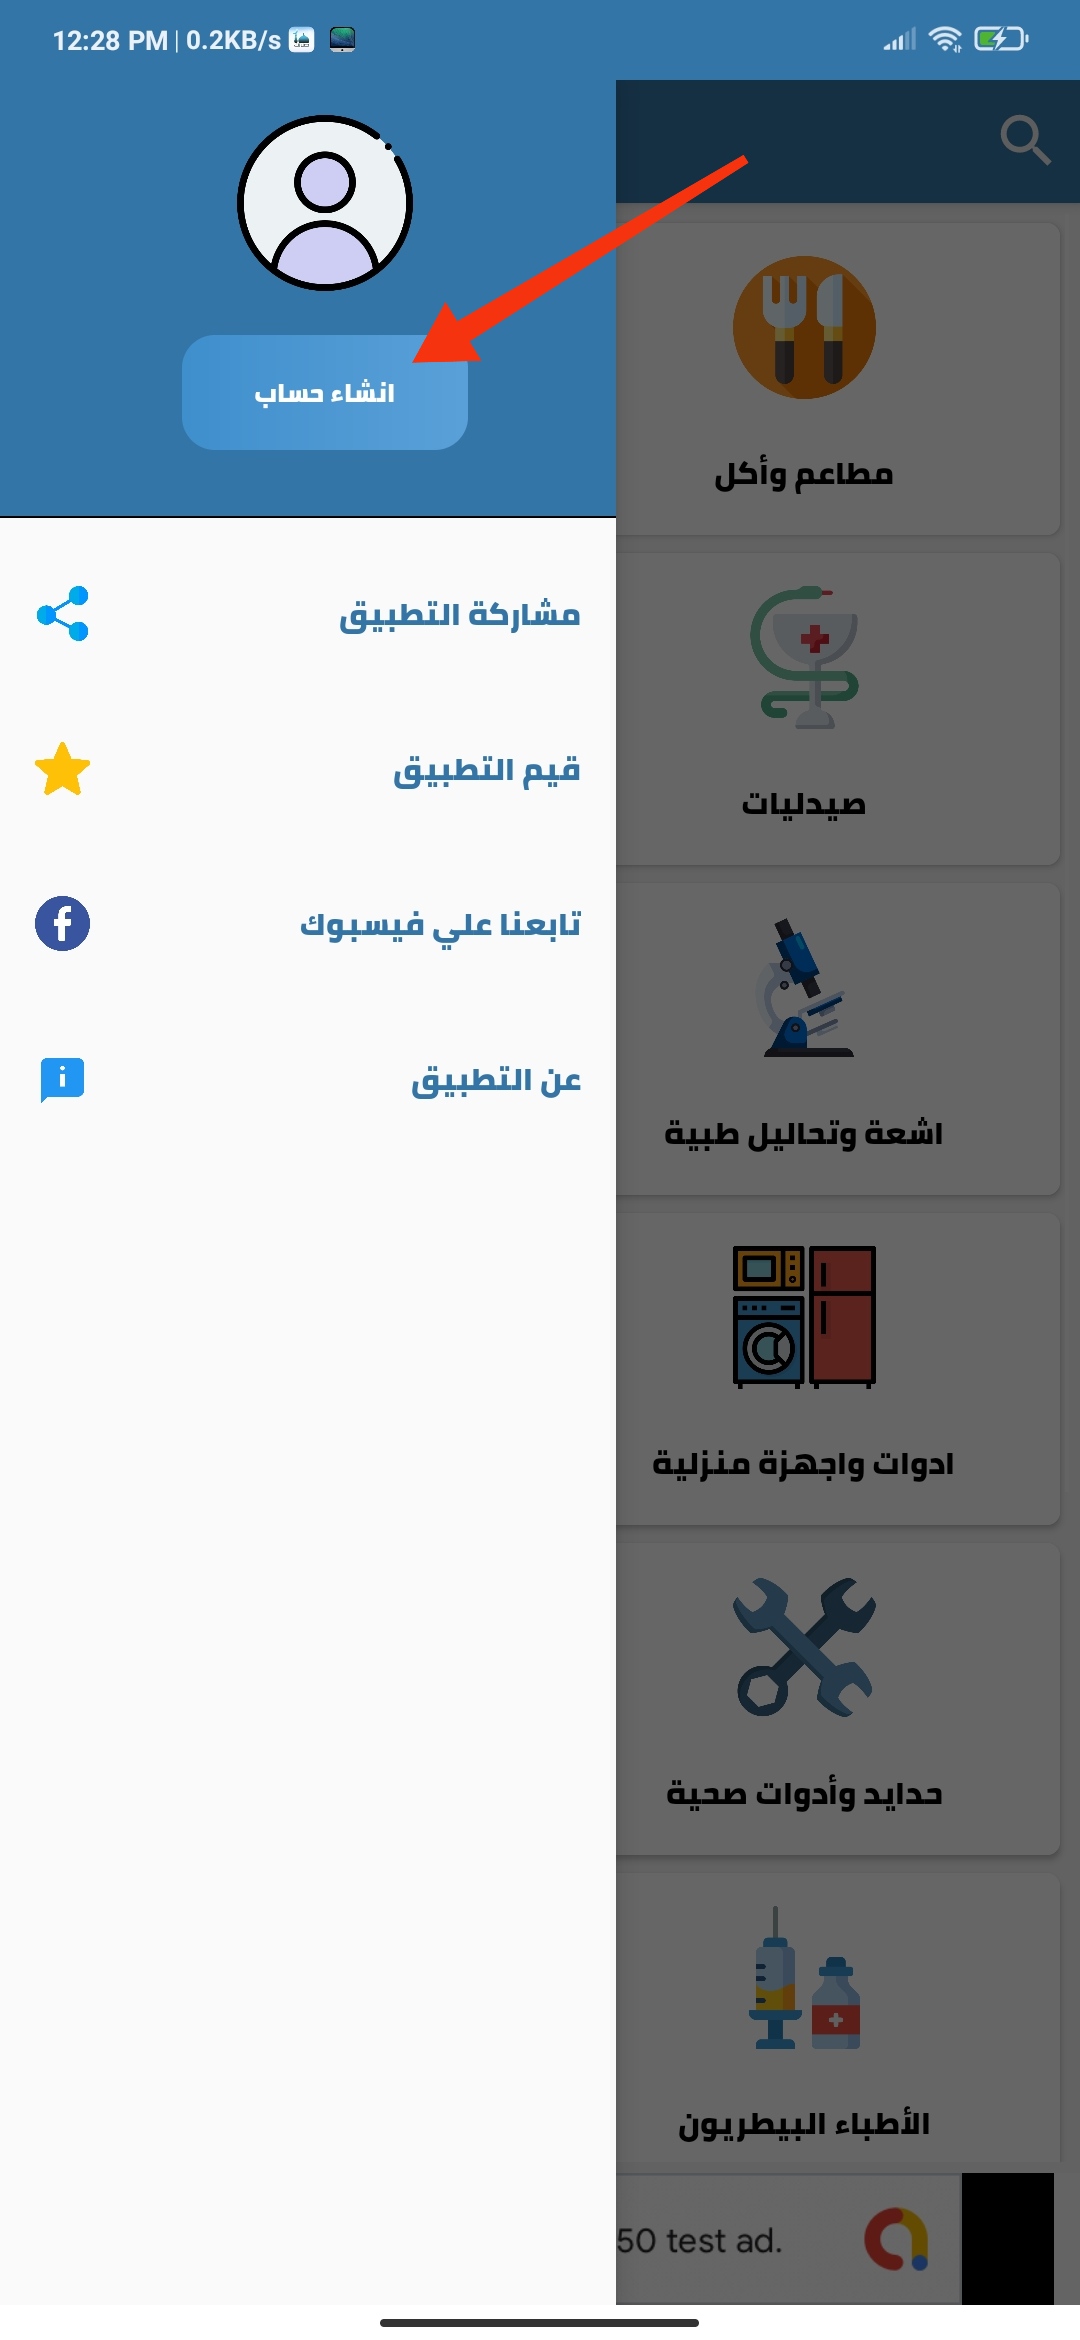 12:28 PM | 0.2KB/s
انشاء حساب
مشاركة التطبيق
قيم التطبيق
تابعنا علي فيسبوك
عن التطبيق
مطاعم وأكل
صيدليات
اشعة وتحاليل طبية
ادوات واجهزة منزلية
حدايد وأدوات صحية
الأطباء البيطريون
50 test ad.